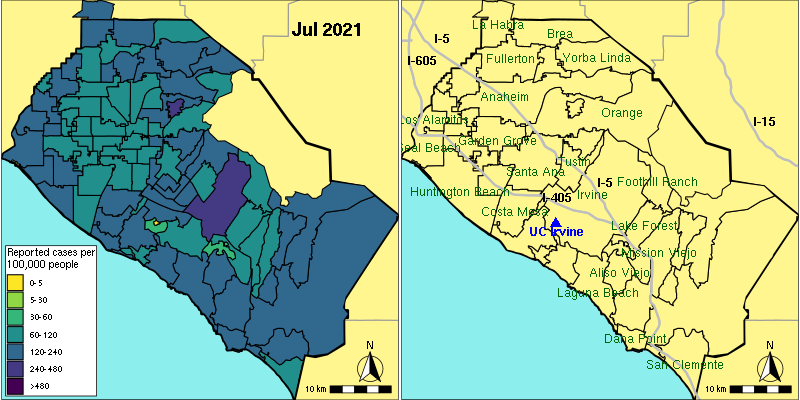 Jul 2021
Reported cases per
100,000 people
0-5
5-30
30-60
60-120
120-240
240-480
>480
N
10 km
La Habra
Brea
I-5
I-605
Fullerton
Yorba Linda
Anaheim
Orange
I-15
Los Alamitos
Garden Grove
Seal Beach
Tustin
Santa Ana
I-5
Foothill Ranch
Huntington Beach
I-405
Irvine
Costa Mesa
UC Irvine
Lake Forest
Mission Viejo
Aliso Viejo
Laguna Beach
Dana Point
San Clemente
N
10 km